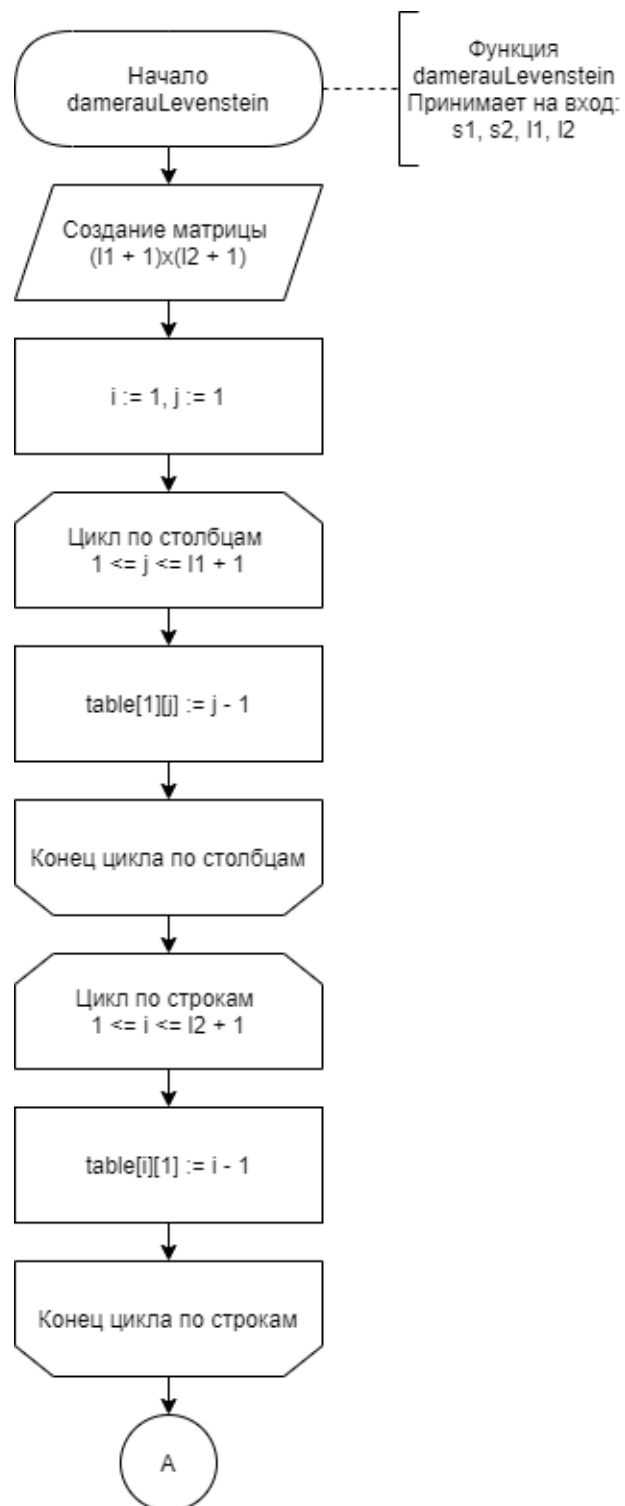 Начало
damerauLevenstein
Функция
damerauLevenstein
Принимает на вход:
s1, s2, l1, l2
Создание матрицы
(l1 + 1)x(l2 + 1)
i := 1, j := 1
Цикл по столбцам
1 <= j <= l1 + 1
table[1][j] := j - 1
Конец цикла по столбцам
Цикл по строкам
1 <= i <= l2 + 1
table[i][1] := i - 1
Конец цикла по строкам
A